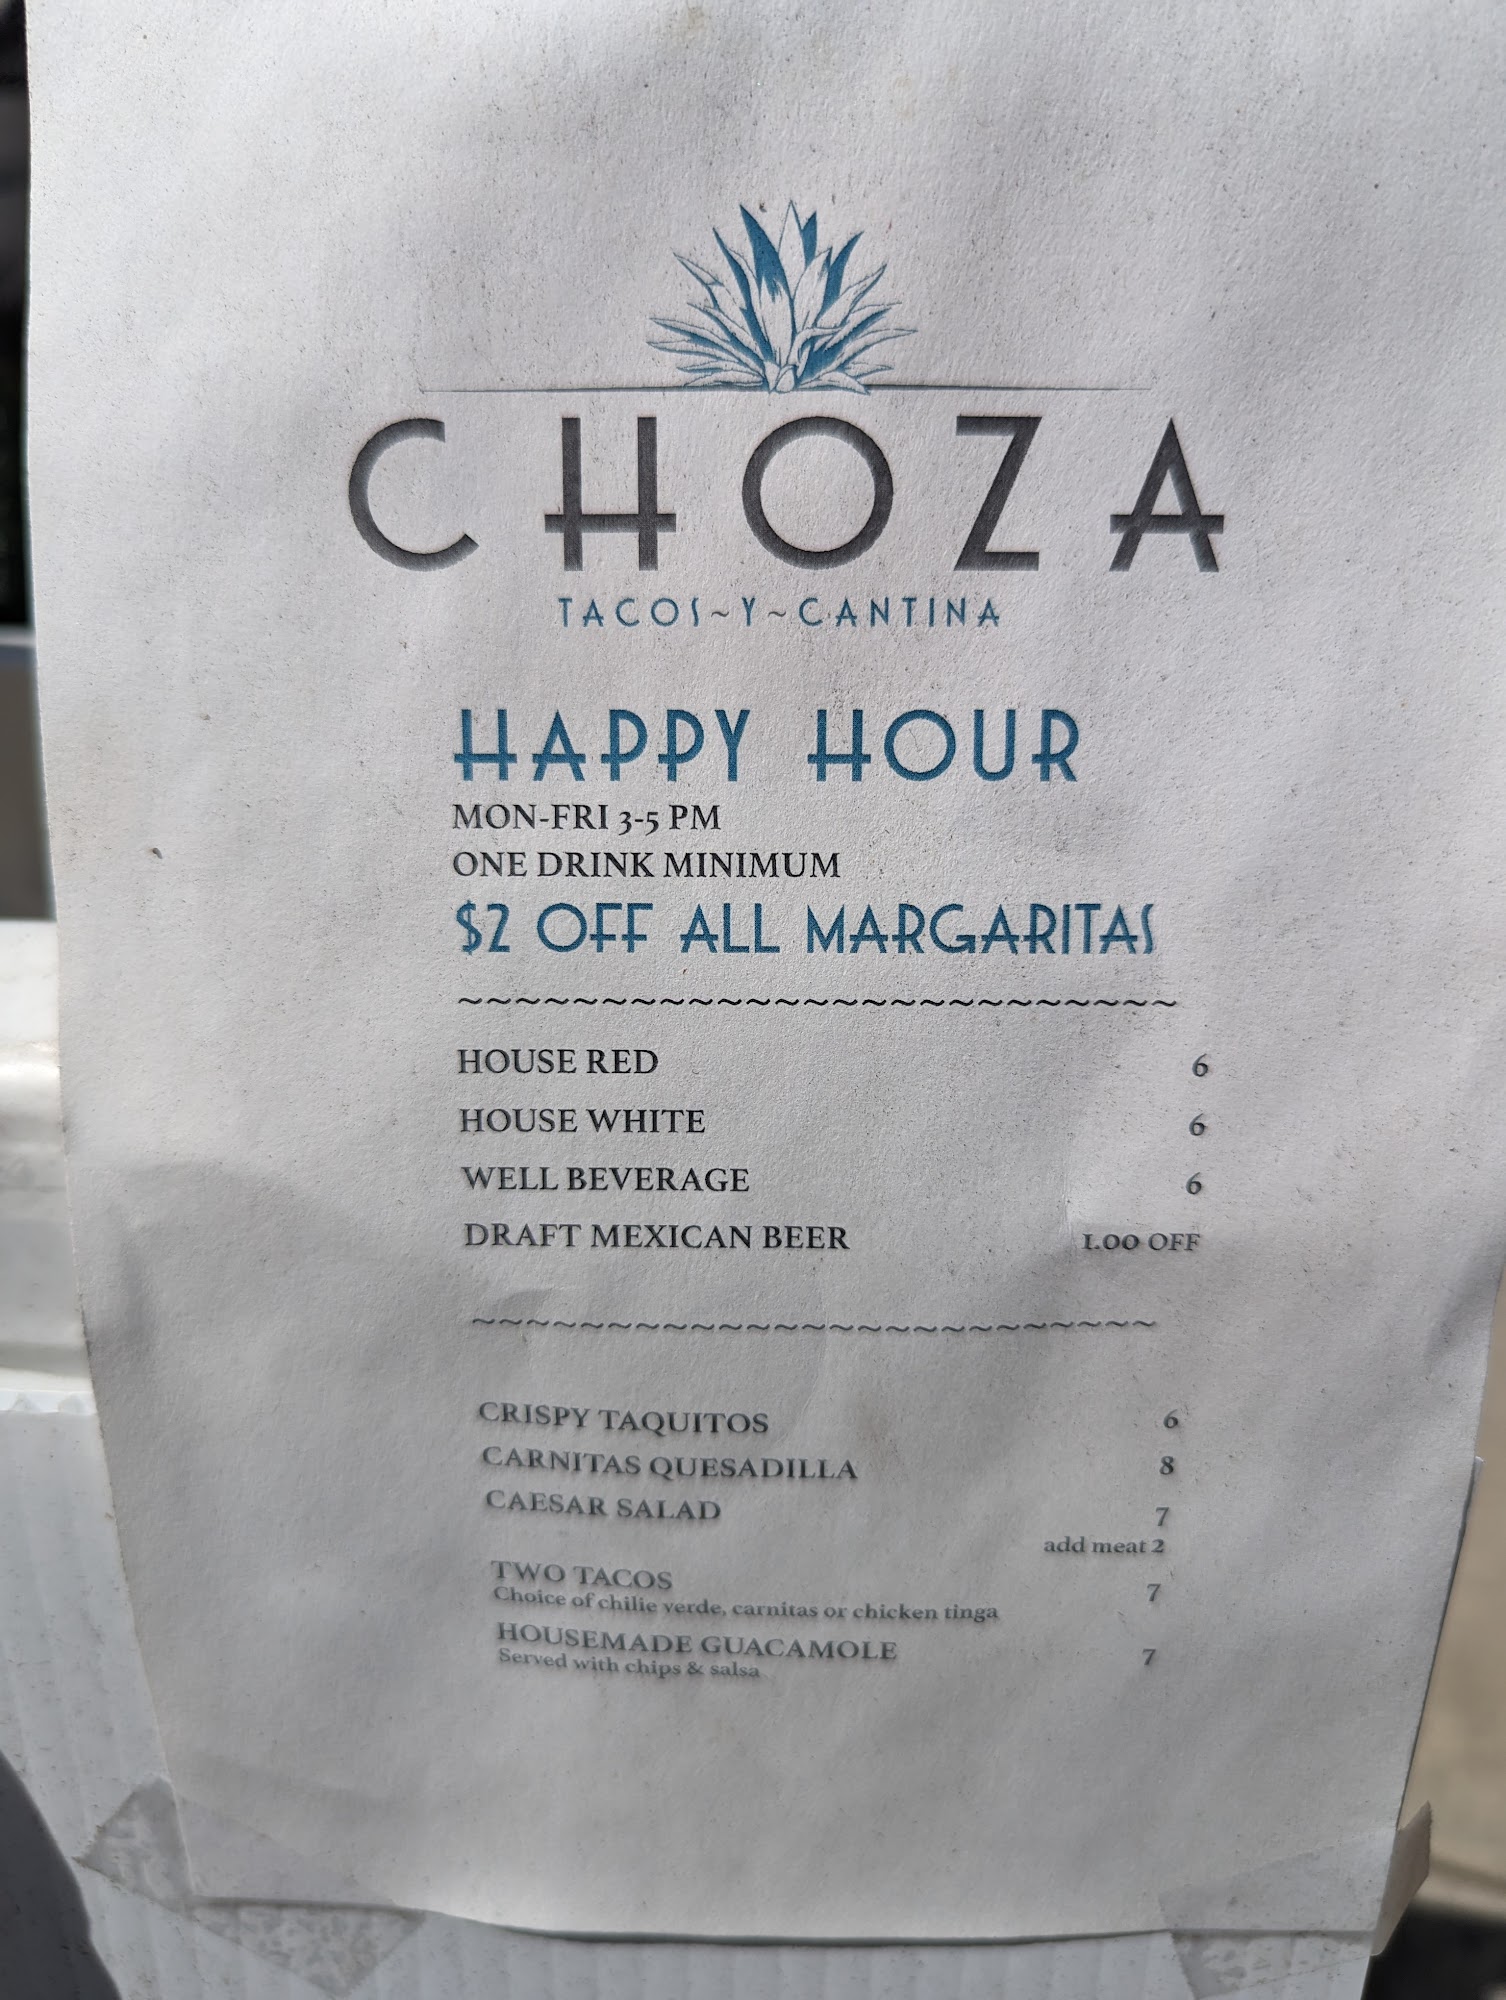 CHOZA
TACOS~Y~CANTINA
HAPPY HOUR
MON-FRI 3-5 PM
ONE DRINK MINIMUM
$2 OFF ALL MARGARITAS
~~~~~~~~~~~~~~~~~~~~~~~~~
HOUSE RED 6
HOUSE WHITE 6
WELL BEVERAGE 6
DRAFT MEXICAN BEER 1.00 OFF
~~~~~~~~~~~~~~~~~~~~~~~~~
CRISPY TAQUITOS 6
CARNITAS QUESADILLA 8
CAESAR SALAD 7
add meat 2
TWO TACOS 7
Choice of chilie verde, carnitas or chicken tinga
HOUSEMADE GUACAMOLE 7
Served with chips & salsa